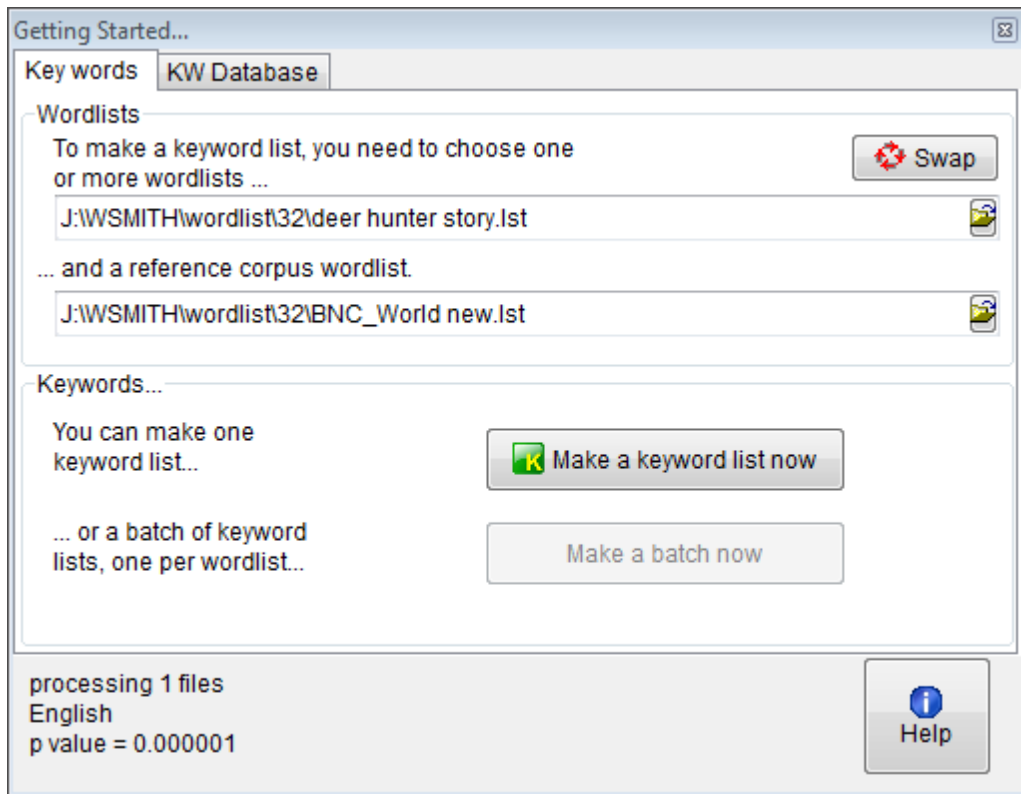 Getting Started...
Key words
KW Database
Wordlists
To make a keyword list, you need to choose one
or more wordlists ...
Swap
J:\WSMITH\wordlist\32\deer hunter story.lst
... and a reference corpus wordlist.
J:\WSMITH\wordlist\32\BNC_World new.lst
Keywords...
You can make one
keyword list...
K Make a keyword list now
... or a batch of keyword
lists, one per wordlist...
Make a batch now
processing 1 files
English
p value = 0.000001
i
Help